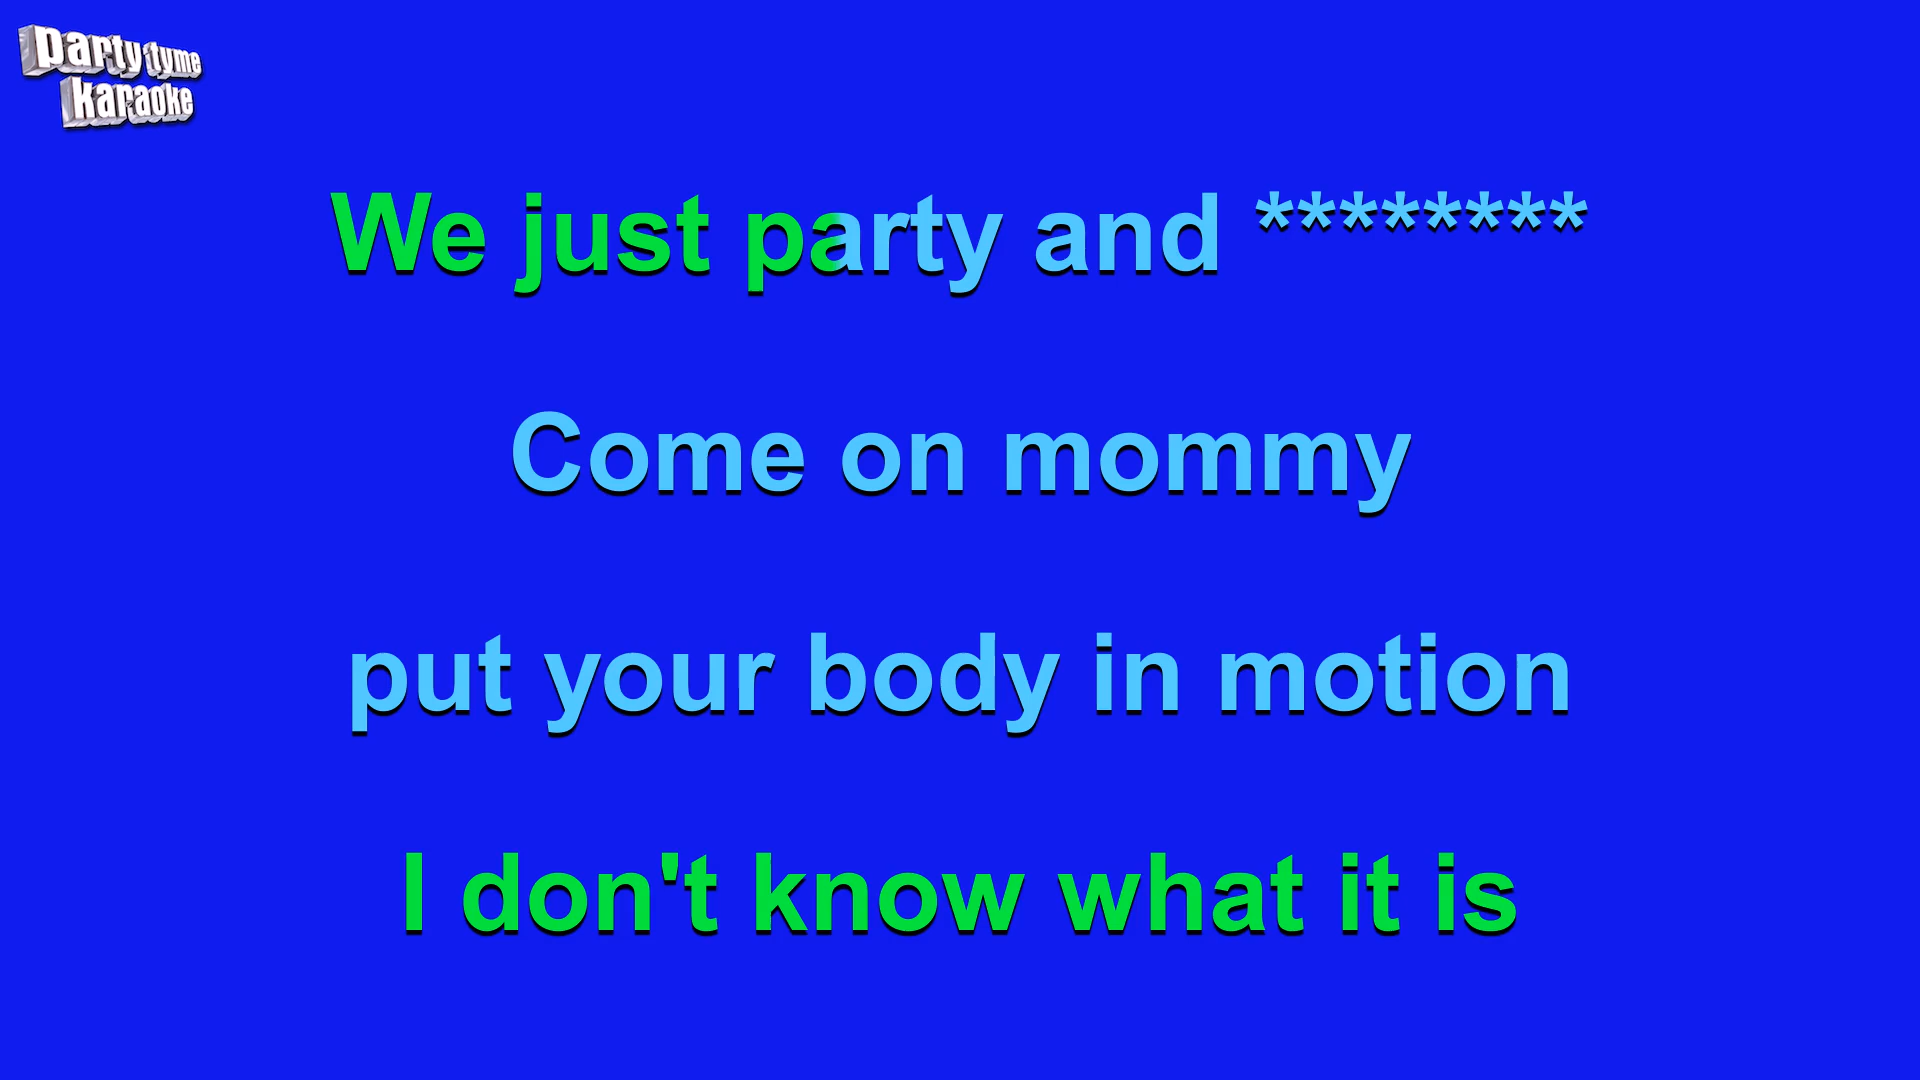 party tyme
karaoke
We just party and ********
Come on mommy
put your body in motion
I don't know what it is